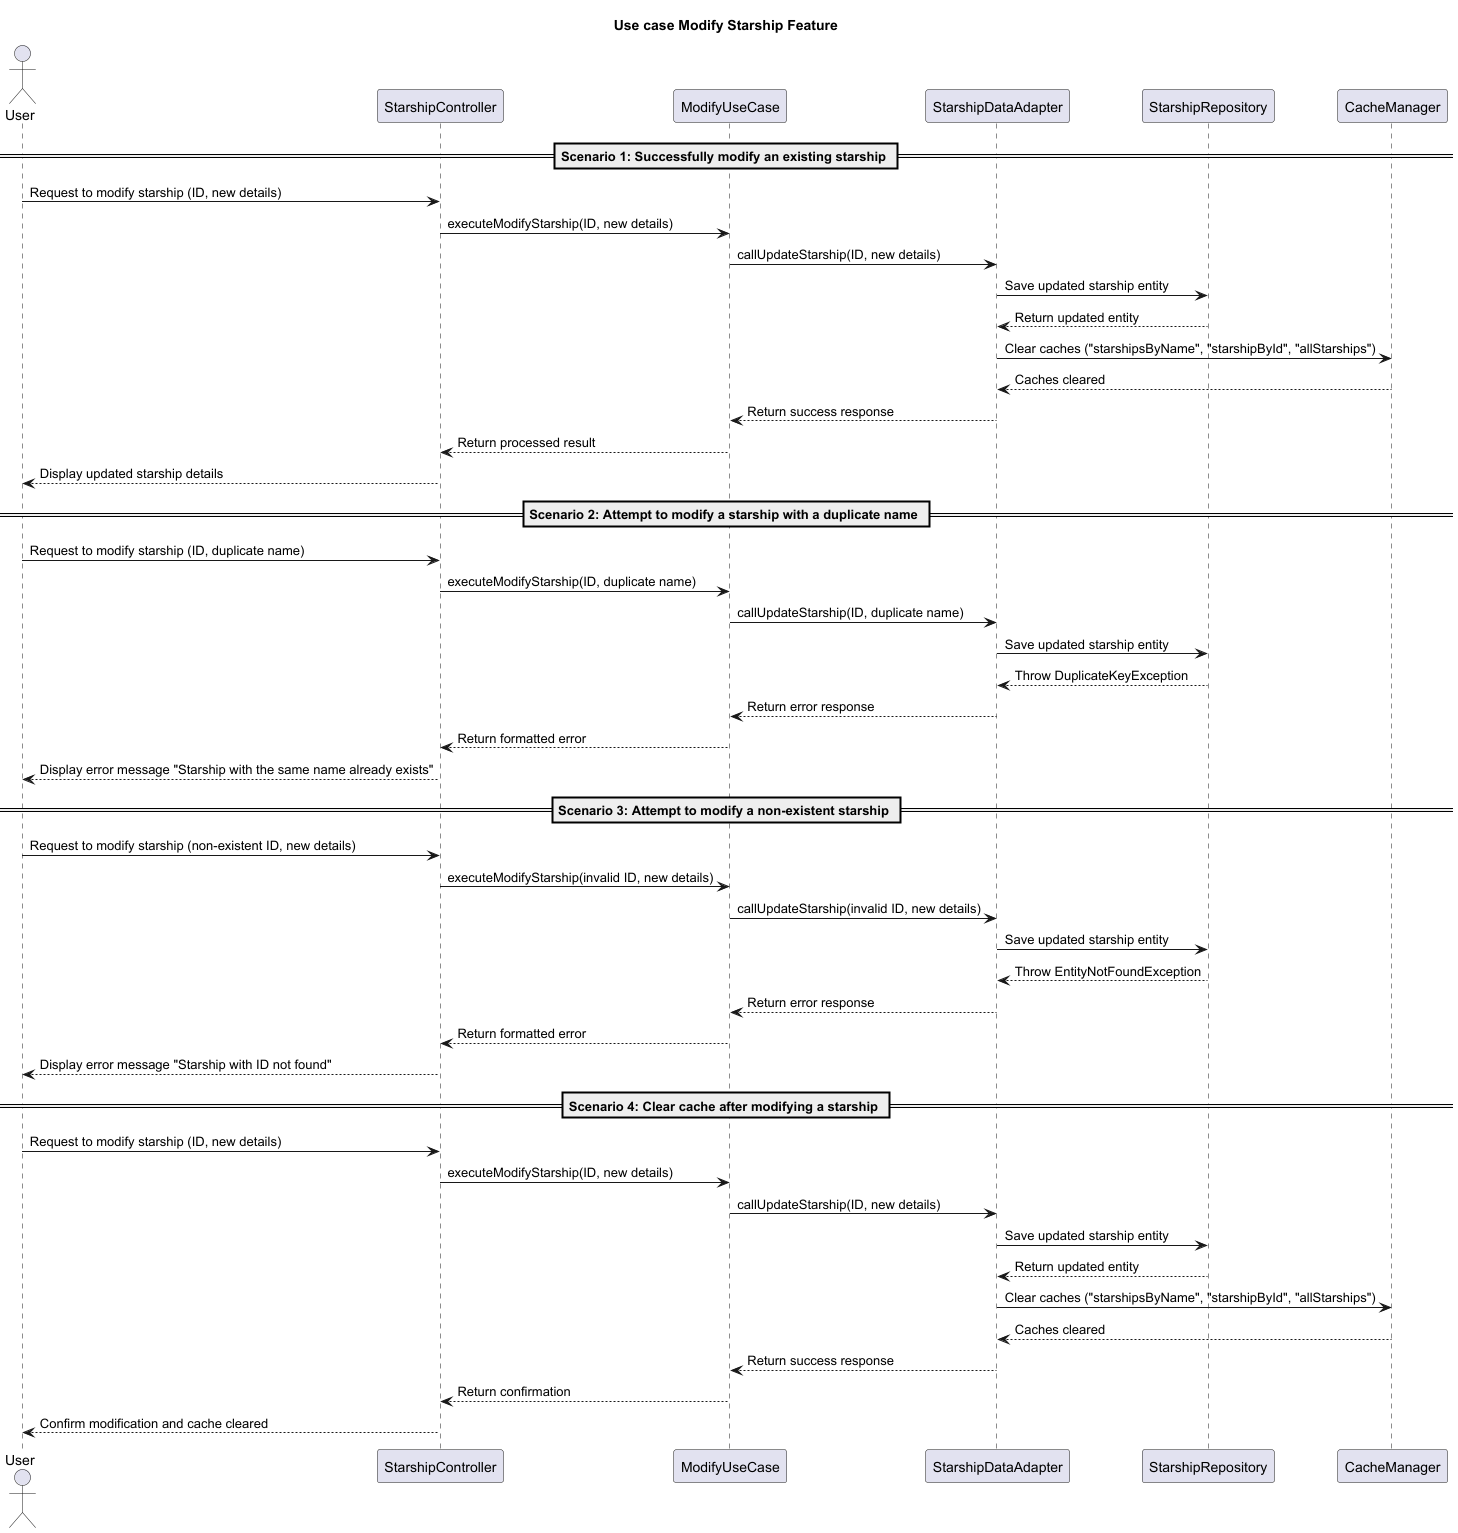 Use case Modify Starship Feature
User
StarshipController
ModifyUseCase
StarshipDataAdapter
StarshipRepository
CacheManager
Scenario 1: Successfully modify an existing starship
Request to modify starship (ID, new details)
executeModifyStarship(ID, new details)
callUpdateStarship(ID, new details)
Save updated starship entity
Return updated entity
Clear caches ("starshipsByName", "starshipById", "allStarships")
Caches cleared
Return success response
Return processed result
Display updated starship details
Scenario 2: Attempt to modify a starship with a duplicate name
Request to modify starship (ID, duplicate name)
executeModifyStarship(ID, duplicate name)
callUpdateStarship(ID, duplicate name)
Save updated starship entity
Throw DuplicateKeyException
Return error response
Return formatted error
Display error message "Starship with the same name already exists"
Scenario 3: Attempt to modify a non-existent starship
Request to modify starship (non-existent ID, new details)
executeModifyStarship(invalid ID, new details)
callUpdateStarship(invalid ID, new details)
Save updated starship entity
Throw EntityNotFoundException
Return error response
Return formatted error
Display error message "Starship with ID not found"
Scenario 4: Clear cache after modifying a starship
Request to modify starship (ID, new details)
executeModifyStarship(ID, new details)
callUpdateStarship(ID, new details)
Save updated starship entity
Return updated entity
Clear caches ("starshipsByName", "starshipById", "allStarships")
Caches cleared
Return success response
Return confirmation
Confirm modification and cache cleared
User
StarshipController
ModifyUseCase
StarshipDataAdapter
StarshipRepository
CacheManager